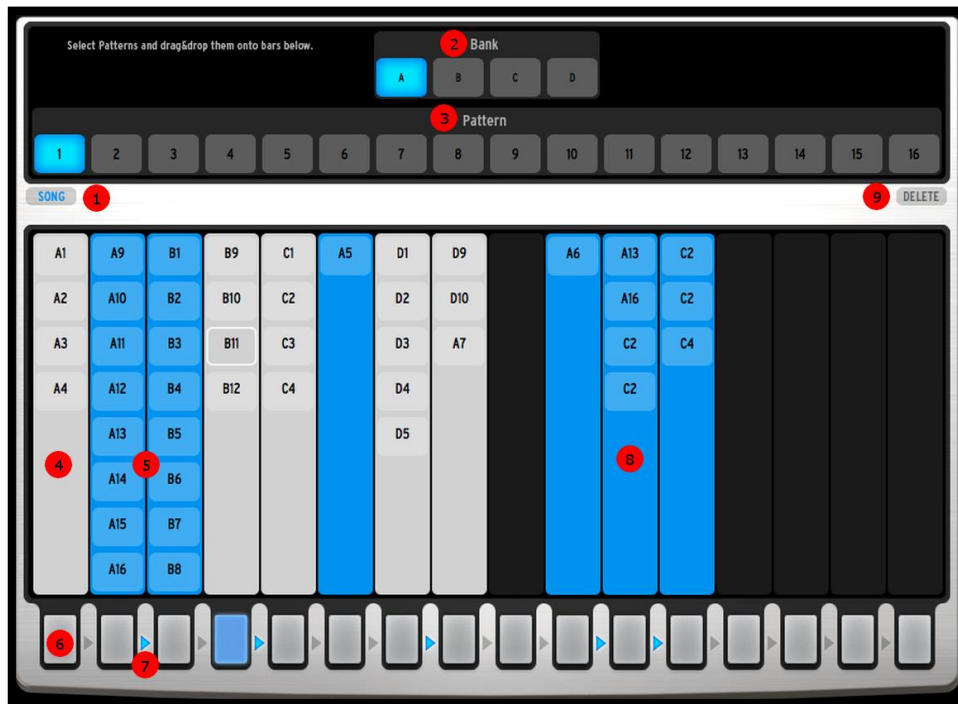 Select Patterns and drag&drop them onto bars below.
2 Bank
A B C D
3 Pattern
1 2 3 4 5 6 7 8 9 10 11 12 13 14 15 16
SONG 1 9 DELETE
A1 A9 B1 B9 C1 A5 D1 D9 A6 A13 C2
A2 A10 B2 B10 C2 D2 D10 A16 C2
A3 A11 B3 B11 C3 D3 A7 C2 C4
A4 A12 B4 B12 C4 D4 C2
A13 B5 D5
4 5 8
A14 B6
A15 B7
A16 B8
6
7